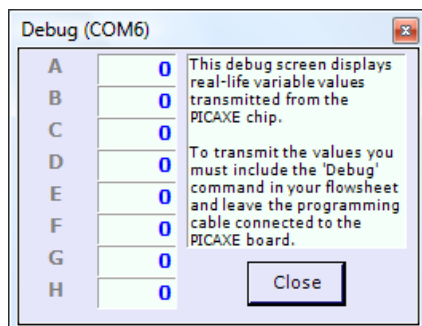 Debug (COM6)
A 0
B 0
C 0
D 0
E 0
F 0
G 0
H 0
This debug screen displays
real-life variable values
transmitted from the
PICAXE chip.
To transmit the values you
must include the 'Debug'
command in your flowsheet
and leave the programming
cable connected to the
PICAXE board.
Close